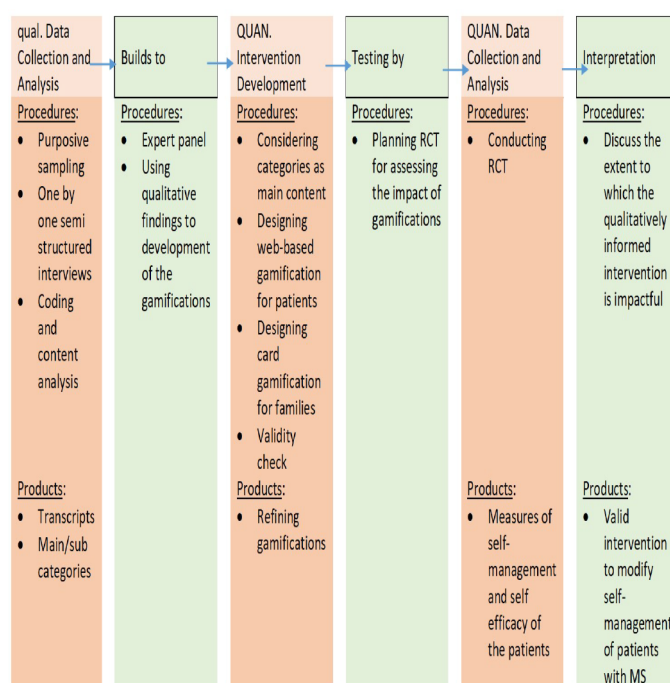 qual. Data
Collection and
Analysis
Procedures:
• Purposive
sampling
• One by
one semi
structured
interviews
• Coding
and
content
analysis
Products:
• Transcripts
• Main/sub
categories
Builds to
Procedures:
• Expert panel
• Using
qualitative
findings to
development
of the
gamifications
QUAN.
Intervention
Development
Procedures:
• Considering
categories as
main content
• Designing
web-based
gamification
for patients
• Designing
card
gamification
for families
• Validity
check
Products:
• Refining
gamifications
Testing by
Procedures:
• Planning RCT
for assessing
the impact of
gamifications
QUAN. Data
Collection and
Analysis
Procedures:
• Conducting
RCT
Products:
• Measures of
self-
management
and self
efficacy of
the patients
Interpretation
Procedures:
• Discuss the
extent to
which the
qualitatively
informed
intervention
is impactful
Products:
• Valid
intervention
to modify
self-
management
of patients
with MS